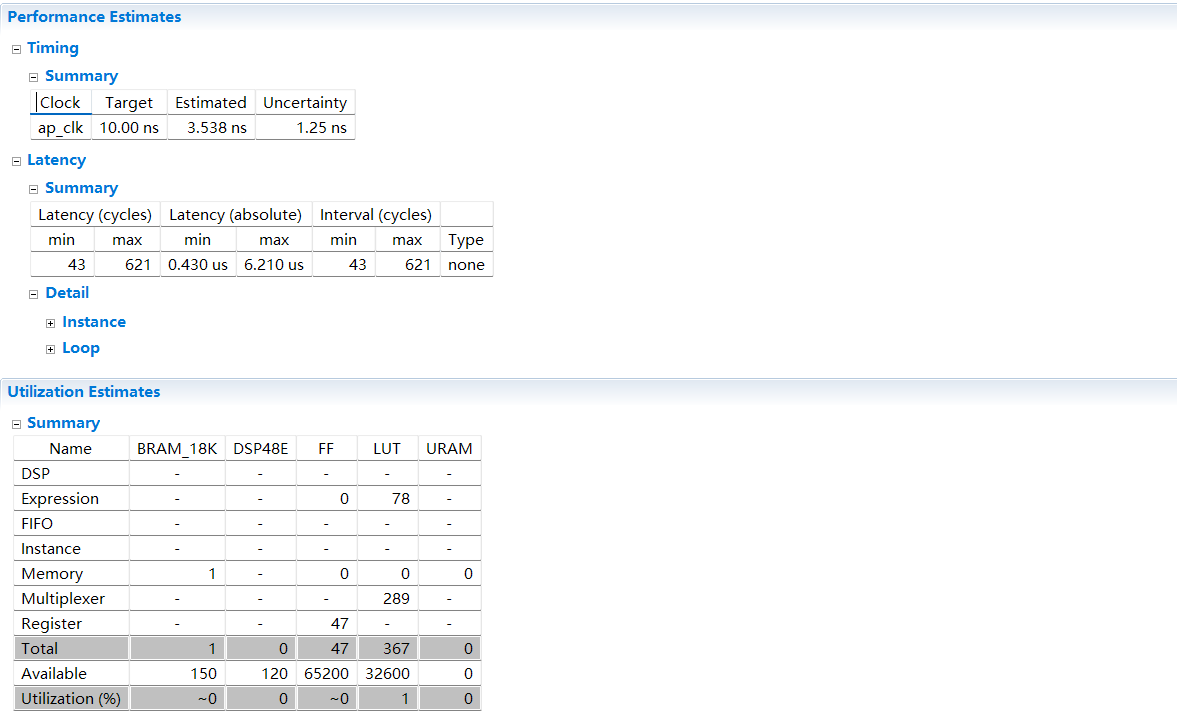 Performance Estimates
Timing
Summary
Clock Target Estimated Uncertainty
ap_clk 10.00 ns 3.538 ns 1.25 ns
Latency
Summary
Latency (cycles) Latency (absolute) Interval (cycles)
min max min max min max Type
43 621 0.430 us 6.210 us 43 621 none
Detail
Instance
Loop
Utilization Estimates
Summary
Name BRAM_18K DSP48E FF LUT URAM
DSP - - - - -
Expression - - 0 78 -
FIFO - - - - -
Instance - - - - -
Memory 1 - 0 0 0
Multiplexer - - - 289 -
Register - - 47 - -
Total 1 0 47 367 0
Available 150 120 65200 32600 0
Utilization (%) ~0 0 ~0 1 0